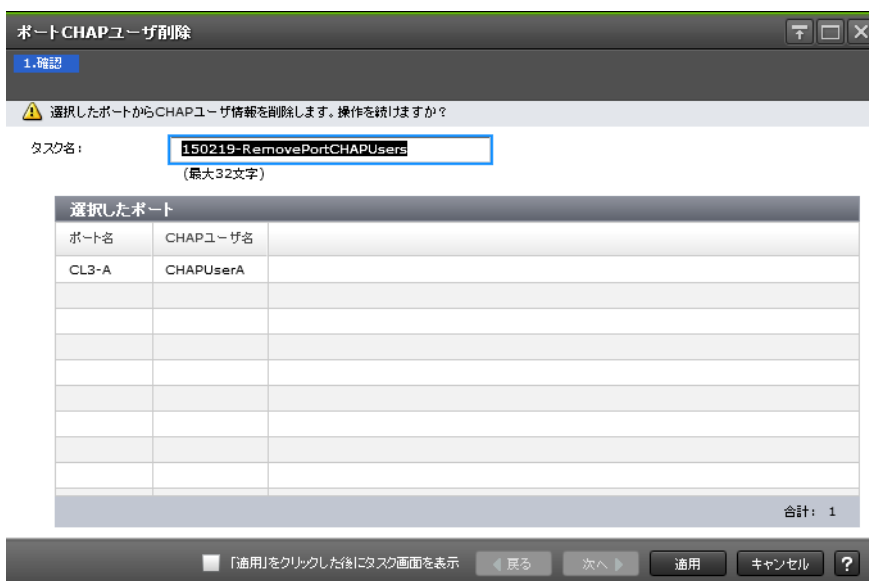 ポートCHAPユーザ削除
1.確認
選択したポートからCHAPユーザ情報を削除します。操作を続けますか？
タスク名： 150219-RemovePortCHAPUsers
(最大32文字)
選択したポート
ポート名 CHAPユーザ名
CL3-A CHAPUserA
合計： 1
「適用」をクリックした後にタスク画面を表示 戻る 次へ 適用 キャンセル ?